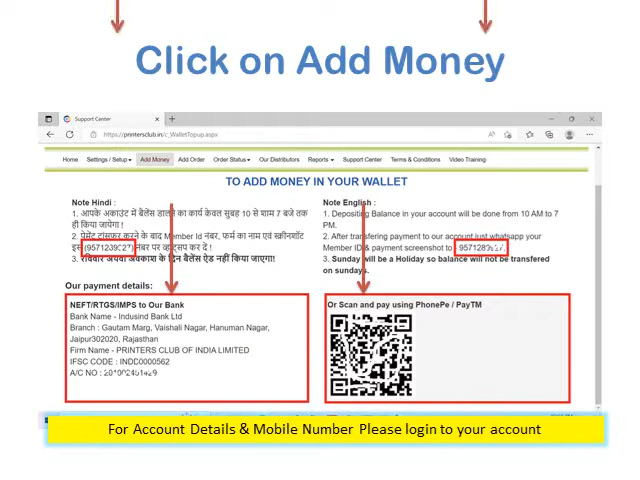 Click on Add Money
Support Center
https://printersclub.in/c_WalletTopup.aspx
Home Settings / Setup Add Money Add Order Order Status Our Distributors Reports Support Center Terms & Conditions Video Training
TO ADD MONEY IN YOUR WALLET
Note Hindi :
1. आपके अकाउंट में बैलेंस डालने का कार्य केवल सुबह 10 से शाम 7 बजे तक
ही किया जायेगा !
2. पेमेंट ट्रांसफर करने के बाद Member Id नंबर, फर्म का नाम एवं स्क्रीनशॉट
इस नंबर पर व्हाट्सप कर दें !
3. रविवार अथवा अवकाश के दिन बैलेंस ऐड नहीं किया जाएगा!
Note English :
1. Depositing Balance in your account will be done from 10 AM to 7
PM.
2. After transfering payment to our account just whatsapp your
Member ID & payment screenshot to
3. Sunday will be a Holiday so balance will not be transfered
on sundays.
Our payment details:
NEFT/RTGS/IMPS to Our Bank
Bank Name - Indusind Bank Ltd
Branch : Gautam Marg, Vaishali Nagar, Hanuman Nagar,
Jaipur302020, Rajasthan
Firm Name - PRINTERS CLUB OF INDIA LIMITED
IFSC CODE : INDB0000562
A/C NO :
Or Scan and pay using PhonePe / PayTM
For Account Details & Mobile Number Please login to your account